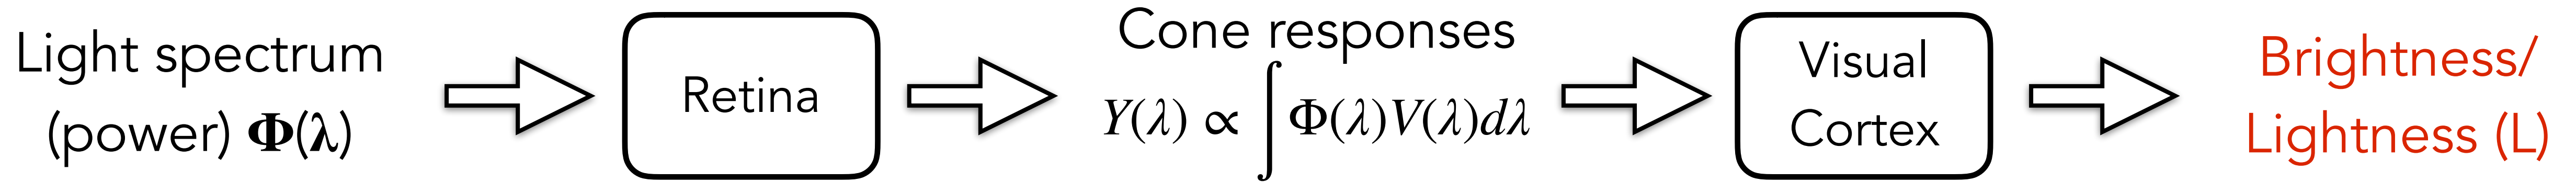 Light spectrum
(power) Φ(λ)
Retina
Cone responses
Y(λ) ∝ ∫ Φ(λ)V(λ)dλ
Visual
Cortex
Brightness/
Lightness (L)